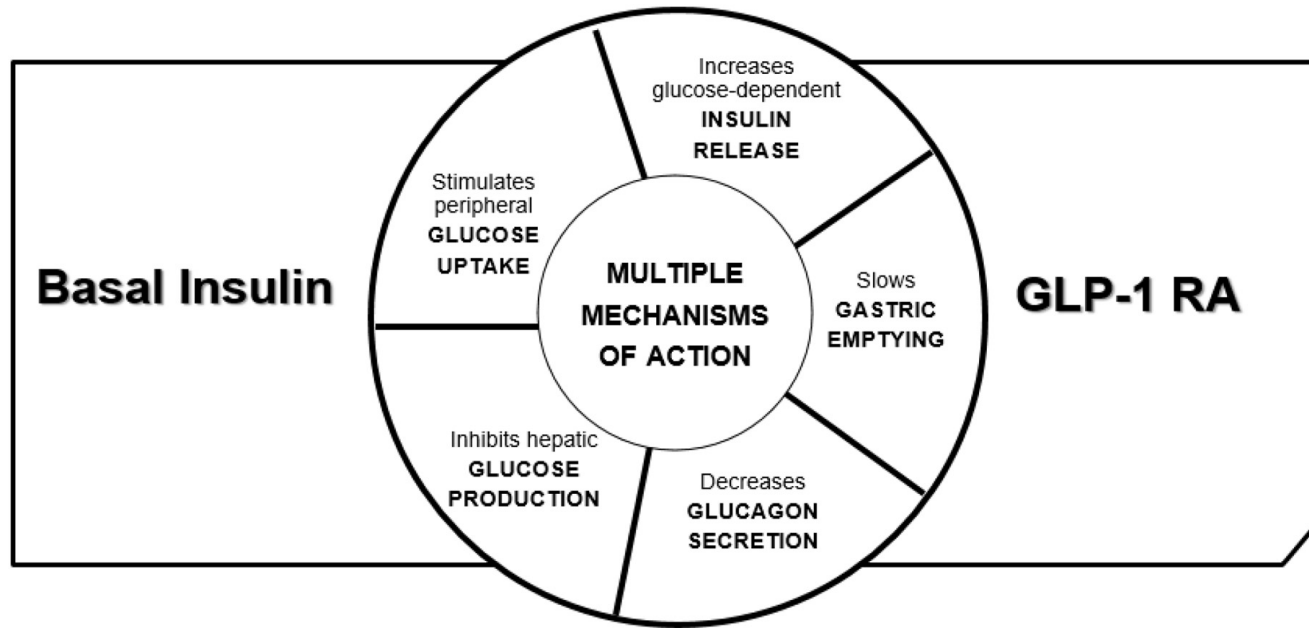 Basal Insulin
Increases
glucose-dependent
INSULIN
RELEASE
Stimulates
peripheral
GLUCOSE
UPTAKE
MULTIPLE
MECHANISMS
OF ACTION
Slows
GASTRIC
EMPTYING
Inhibits hepatic
GLUCOSE
PRODUCTION
Decreases
GLUCAGON
SECRETION
GLP-1 RA